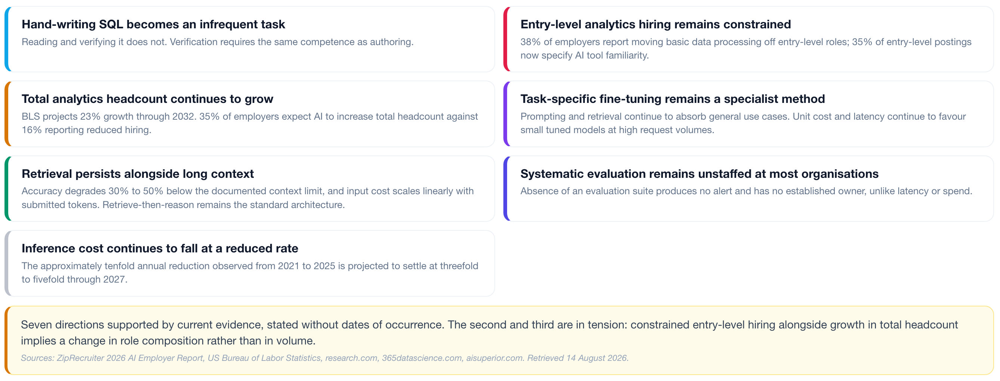 Hand-writing SQL becomes an infrequent task
Reading and verifying it does not. Verification requires the same competence as authoring.
Entry-level analytics hiring remains constrained
38% of employers report moving basic data processing off entry-level roles; 35% of entry-level postings
now specify AI tool familiarity.
Total analytics headcount continues to grow
BLS projects 23% growth through 2032. 35% of employers expect AI to increase total headcount against
16% reporting reduced hiring.
Task-specific fine-tuning remains a specialist method
Prompting and retrieval continue to absorb general use cases. Unit cost and latency continue to favour
small tuned models at high request volumes.
Retrieval persists alongside long context
Accuracy degrades 30% to 50% below the documented context limit, and input cost scales linearly with
submitted tokens. Retrieve-then-reason remains the standard architecture.
Systematic evaluation remains unstaffed at most organisations
Absence of an evaluation suite produces no alert and has no established owner, unlike latency or spend.
Inference cost continues to fall at a reduced rate
The approximately tenfold annual reduction observed from 2021 to 2025 is projected to settle at threefold
to fivefold through 2027.
Seven directions supported by current evidence, stated without dates of occurrence. The second and third are in tension: constrained entry-level hiring alongside growth in total headcount
implies a change in role composition rather than in volume.
Sources: ZipRecruiter 2026 AI Employer Report, US Bureau of Labor Statistics, research.com, 365datascience.com, aisuperior.com. Retrieved 14 August 2026.